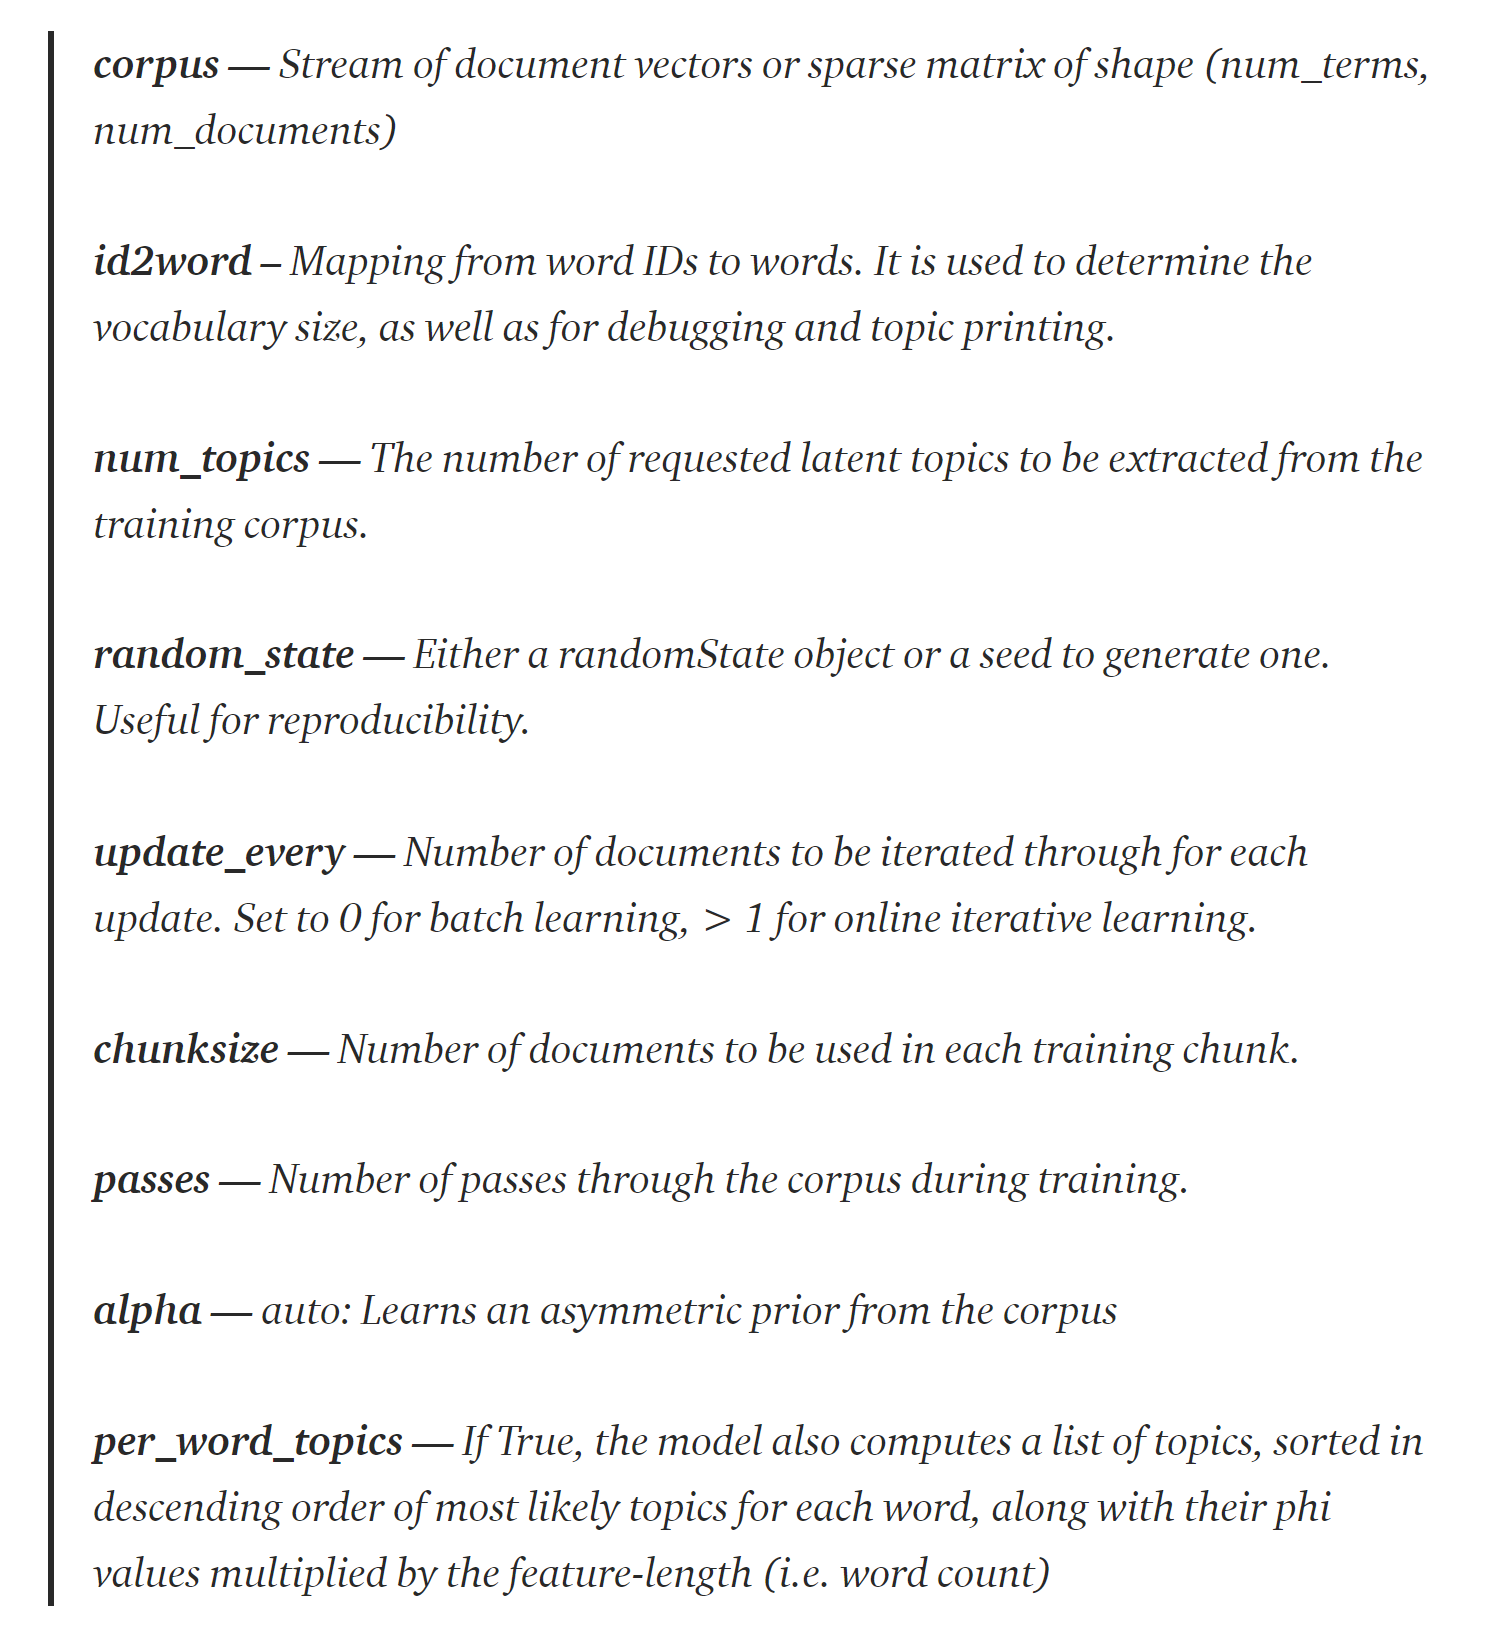 corpus — Stream of document vectors or sparse matrix of shape (num_terms,
num_documents)
id2word – Mapping from word IDs to words. It is used to determine the
vocabulary size, as well as for debugging and topic printing.
num_topics — The number of requested latent topics to be extracted from the
training corpus.
random_state — Either a randomState object or a seed to generate one.
Useful for reproducibility.
update_every — Number of documents to be iterated through for each
update. Set to 0 for batch learning, > 1 for online iterative learning.
chunksize — Number of documents to be used in each training chunk.
passes — Number of passes through the corpus during training.
alpha — auto: Learns an asymmetric prior from the corpus
per_word_topics — If True, the model also computes a list of topics, sorted in
descending order of most likely topics for each word, along with their phi
values multiplied by the feature-length (i.e. word count)